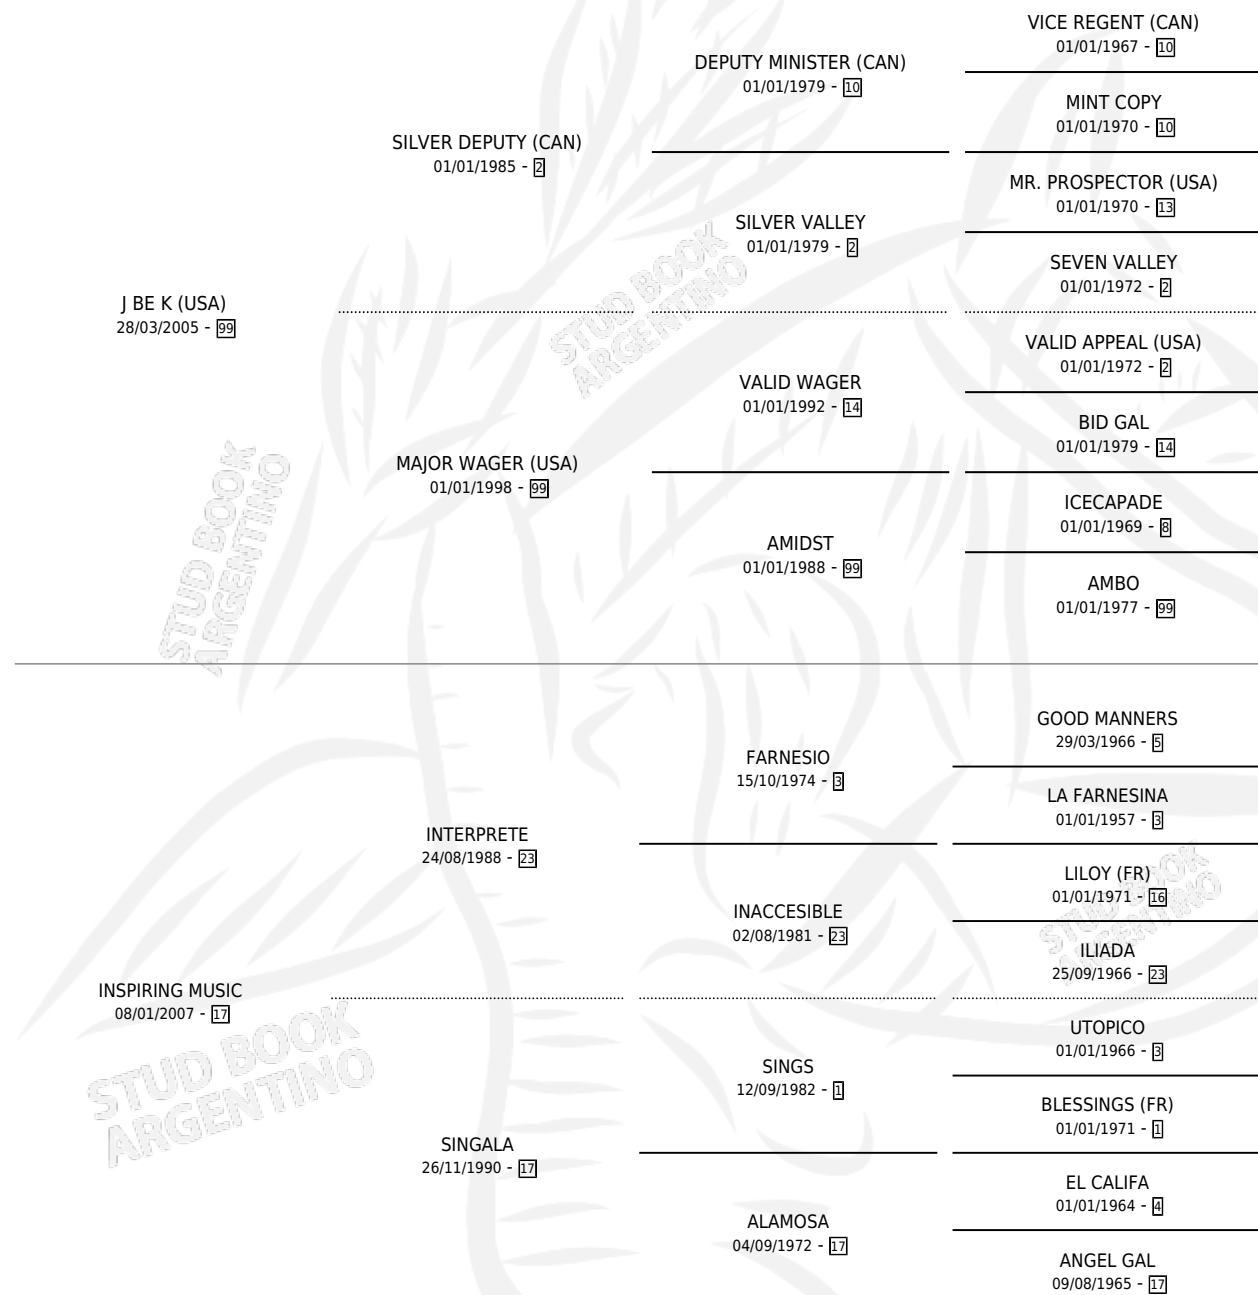 VICE REGENT (CAN)
01/01/1967 - 10
DEPUTY MINISTER (CAN)
01/01/1979 - 10
MINT COPY
01/01/1970 - 10
SILVER DEPUTY (CAN)
01/01/1985 - 2
MR. PROSPECTOR (USA)
01/01/1970 - 13
SILVER VALLEY
01/01/1979 - 2
SEVEN VALLEY
01/01/1972 - 2
J BE K (USA)
28/03/2005 - 99
STUD BOOK
ARGENTINO
VALID APPEAL (USA)
01/01/1972 - 2
VALID WAGER
01/01/1992 - 14
BID GAL
01/01/1979 - 14
MAJOR WAGER (USA)
01/01/1998 - 99
ICECAPADE
01/01/1969 - 8
AMIDST
01/01/1988 - 99
AMBO
01/01/1977 - 99
STUD BOOK
ARGENTINO
GOOD MANNERS
29/03/1966 - 5
FARNESIO
15/10/1974 - 3
LA FARNESINA
01/01/1957 - 3
INTERPRETE
24/08/1988 - 23
LILOY (FR)
01/01/1971 - 16
INACCESIBLE
02/08/1981 - 23
ILIADA
25/09/1966 - 23
STUD BOOK
ARGENTINO
INSPIRING MUSIC
08/01/2007 - 17
STUD BOOK
ARGENTINO
UTOPICO
01/01/1966 - 3
SINGS
12/09/1982 - 1
BLESSINGS (FR)
01/01/1971 - 1
SINGALA
26/11/1990 - 17
EL CALIFA
01/01/1964 - 4
ALAMOSA
04/09/1972 - 17
ANGEL GAL
09/08/1965 - 17